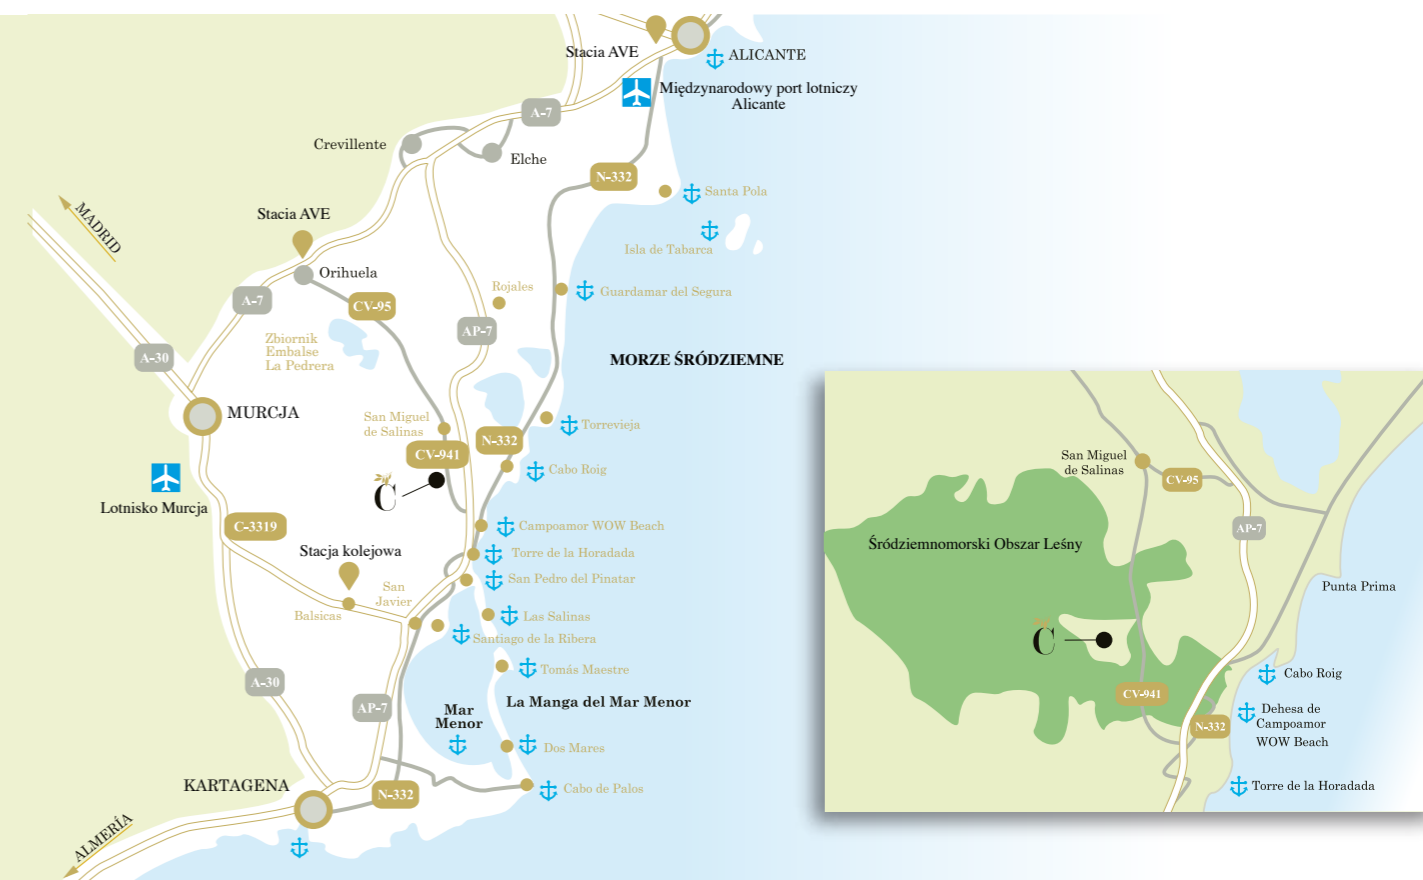 Stacia AVE
ALICANTE
Międzynarodowy port lotniczy
Alicante
A-7
Crevillente
Elche
N-332
Santa Pola
MADRID
Stacia AVE
Isla de Tabarca
Orihuela
A-7
CV-95
Rojales
Guardamar del Segura
Zbiornik
Embalse
La Pedrera
AP-7
A-30
MORZE ŚRÓDZIEMNE
MURCJA
San Miguel
de Salinas
Torrevieja
N-332
CV-941
Cabo Roig
C
Lotnisko Murcja
C-3319
Campoamor WOW Beach
Stacja kolejowa
Torre de la Horadada
San Pedro del Pinatar
San
Javier
Balsicas
Las Salinas
Santiago de la Ribera
Tomás Maestre
A-30
AP-7
La Manga del Mar Menor
Mar
Menor
Dos Mares
KARTAGENA
N-332
Cabo de Palos
ALMERÍA
San Miguel
de Salinas
CV-95
AP-7
Śródziemnomorski Obszar Leśny
Punta Prima
C
Cabo Roig
CV-941
Dehesa de
Campoamor
WOW Beach
N-332
Torre de la Horadada